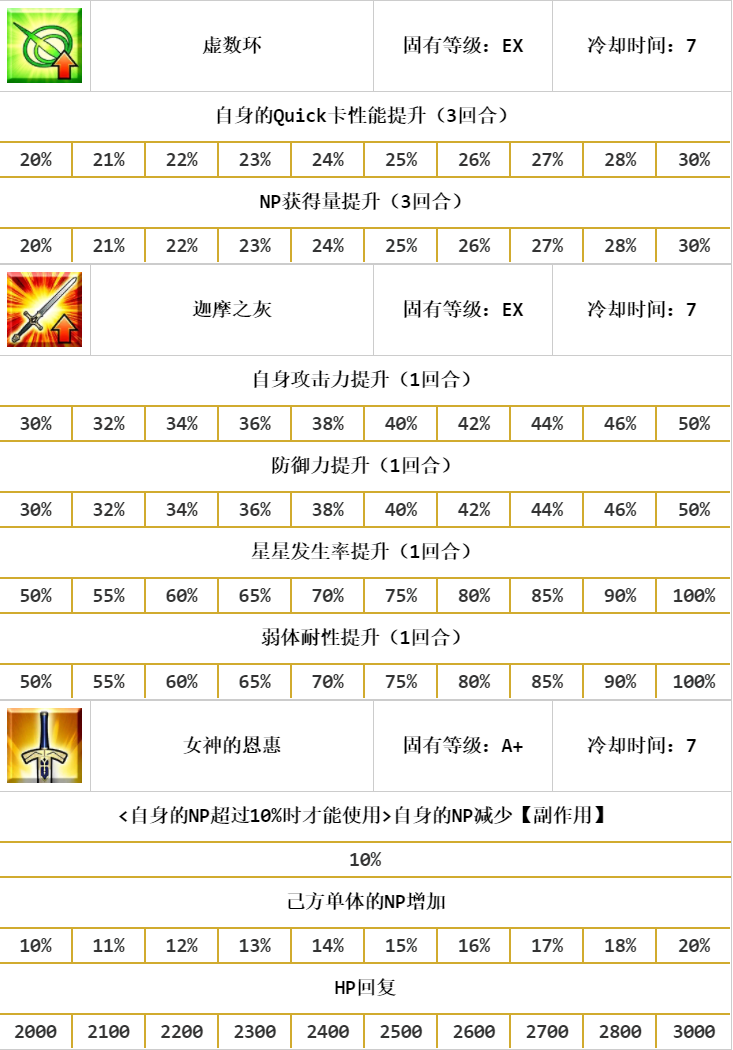 虚数环 固有等级：EX 冷却时间：7
自身的Quick卡性能提升（3回合）
20% 21% 22% 23% 24% 25% 26% 27% 28% 30%
NP获得量提升（3回合）
20% 21% 22% 23% 24% 25% 26% 27% 28% 30%
迦摩之灰 固有等级：EX 冷却时间：7
自身攻击力提升（1回合）
30% 32% 34% 36% 38% 40% 42% 44% 46% 50%
防御力提升（1回合）
30% 32% 34% 36% 38% 40% 42% 44% 46% 50%
星星发生率提升（1回合）
50% 55% 60% 65% 70% 75% 80% 85% 90% 100%
弱体耐性提升（1回合）
50% 55% 60% 65% 70% 75% 80% 85% 90% 100%
女神的恩惠 固有等级：A+ 冷却时间：7
<自身的NP超过10%时才能使用>自身的NP减少【副作用】
10%
己方单体的NP增加
10% 11% 12% 13% 14% 15% 16% 17% 18% 20%
HP回复
2000 2100 2200 2300 2400 2500 2600 2700 2800 3000